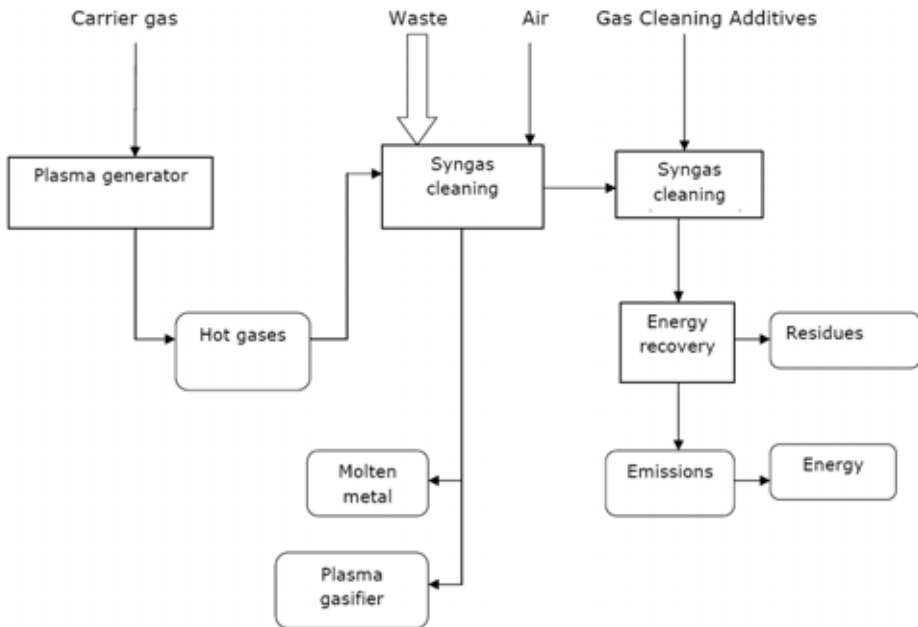 Carrier gas
Waste
Air
Gas Cleaning Additives
Plasma generator
Syngas
cleaning
Syngas
cleaning
Hot gases
Energy
recovery
Residues
Molten
metal
Emissions
Energy
Plasma
gasifier